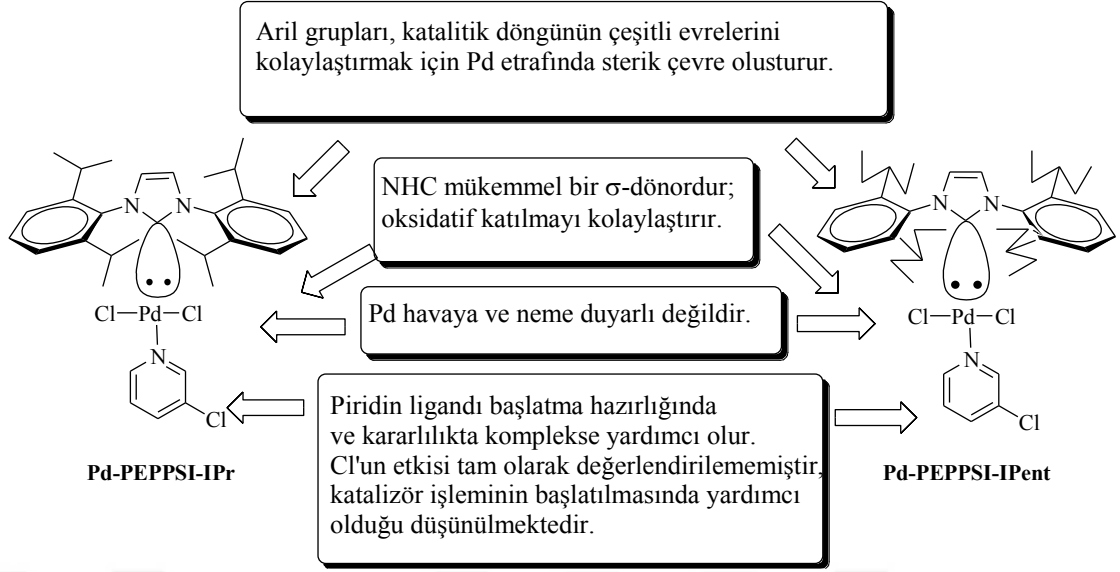 Aril grupları, katalitik döngünün çeşitli evrelerini
kolaylaştırmak için Pd etrafında sterik çevre olusturur.
NHC mükemmel bir σ-dönordur;
oksidatif katılmayı kolaylaştırır.
Pd havaya ve neme duyarlı değildir.
Piridin ligandı başlatma hazırlığında
ve kararlılıkta komplekse yardımcı olur.
Cl'un etkisi tam olarak değerlendirilememiştir,
katalizör işleminin başlatılmasında yardımcı
olduğu düşünülmektedir.
N N
Cl Pd Cl
N
Cl
Pd-PEPPSI-IPr
N N
Cl Pd Cl
N
Cl
Pd-PEPPSI-IPent